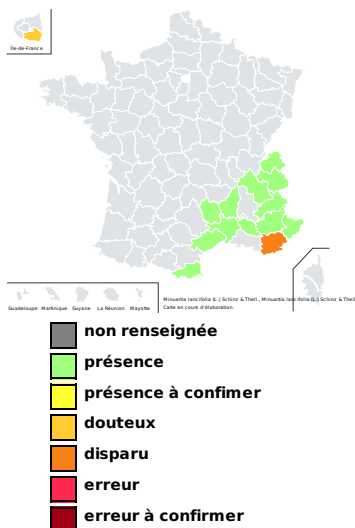 Île-de-France
Guadeloupe Martinique Guyane La Réunion Mayotte
Minuartia laricifolia (L.) Schinz & Thell., Minuartia laricifolia (L.) Schinz & Thell
Carte en cours d'élaboration.
non renseignée
présence
présence à confimer
douteux
disparu
erreur
erreur à confirmer